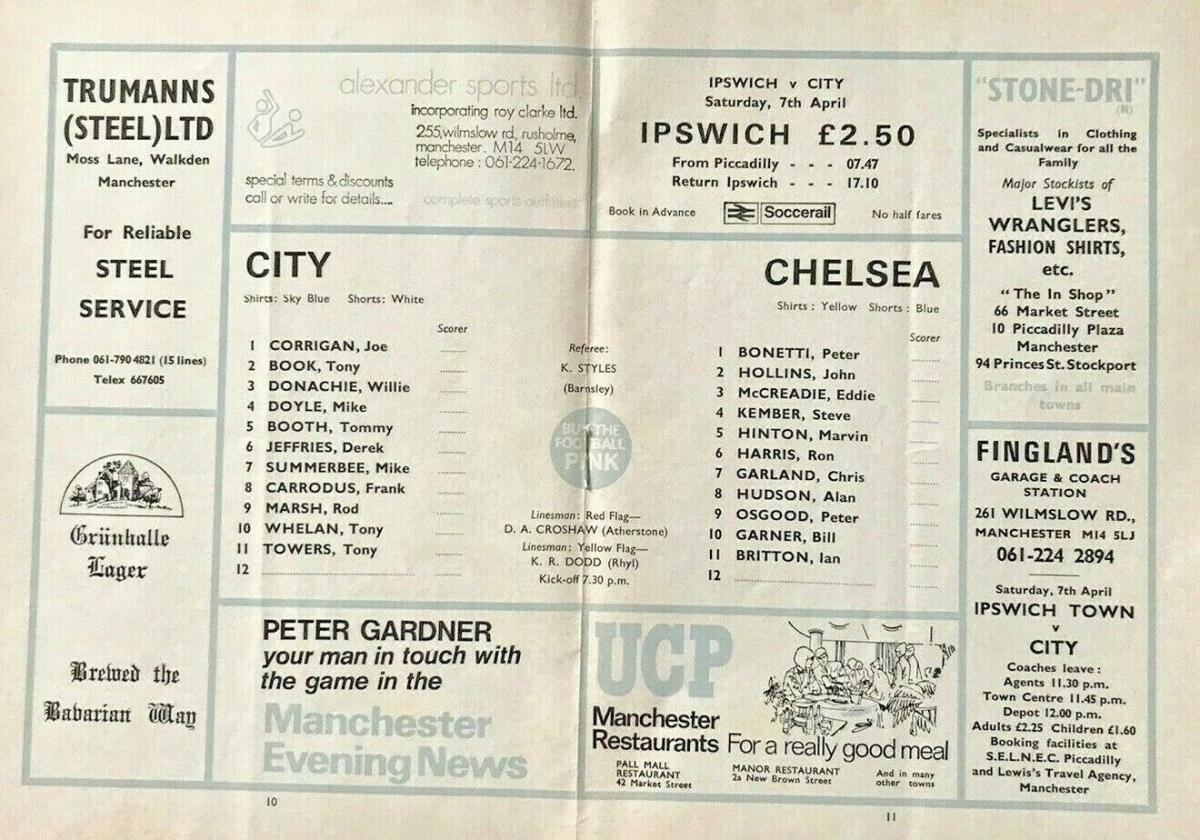 TRUMANNS
(STEEL) LTD
Moss Lane, Walkden
Manchester
For Reliable
STEEL
SERVICE
Phone 061-790 4821 (15 lines)
Telex 667605
Grünhalle
Lager
Brewed the
Babarian Way
alexander sports ltd
incorporating roy clarke ltd.
255,wilmslow rd, rusholme,
manchester. M14 5LW
telephone : 061-224-1672.
special terms & discounts
call or write for details....
complete sports outfitters
IPSWICH v CITY
Saturday, 7th April
IPSWICH £2.50
From Piccadilly - - - 07.47
Return Ipswich - - - 17.10
Book in Advance
Soccerail
No half fares
CITY
Shirts: Sky Blue Shorts: White
Scorer
1 CORRIGAN, Joe
2 BOOK, Tony
3 DONACHIE, Willie
4 DOYLE, Mike
5 BOOTH, Tommy
6 JEFFRIES, Derek
7 SUMMERBEE, Mike
8 CARRODUS, Frank
9 MARSH, Rod
10 WHELAN, Tony
11 TOWERS, Tony
12
Referee:
K. STYLES
(Barnsley)
BUY THE
FOOTBALL
PINK
Linesman: Red Flag—
D. A. CROSHAW (Atherstone)
Linesman: Yellow Flag—
K. R. DODD (Rhyl)
Kick-off 7.30 p.m.
CHELSEA
Shirts : Yellow Shorts : Blue
Scorer
1 BONETTI, Peter
2 HOLLINS, John
3 McCREADIE, Eddie
4 KEMBER, Steve
5 HINTON, Marvin
6 HARRIS, Ron
7 GARLAND, Chris
8 HUDSON, Alan
9 OSGOOD, Peter
10 GARNER, Bill
11 BRITTON, Ian
12
PETER GARDNER
your man in touch with
the game in the
Manchester
Evening News
UCP
Manchester
Restaurants
For a really good meal
PALL MALL
RESTAURANT
42 Market Street
MANOR RESTAURANT
2a New Brown Street
And in many
other towns
"STONE-DRI"
(R)
Specialists in Clothing
and Casualwear for all the
Family
Major Stockists of
LEVI'S
WRANGLERS,
FASHION SHIRTS,
etc.
"The In Shop"
66 Market Street
10 Piccadilly Plaza
Manchester
94 Princes St. Stockport
Branches in all main
towns
FINGLAND'S
GARAGE & COACH
STATION
261 WILMSLOW RD.,
MANCHESTER M14 5LJ
061-224 2894
Saturday, 7th April
IPSWICH TOWN
v
CITY
Coaches leave :
Agents 11.30 p.m.
Town Centre 11.45 p.m.
Depot 12.00 p.m.
Adults £2.25 Children £1.60
Booking facilities at
S.E.L.N.E.C. Piccadilly
and Lewis's Travel Agency,
Manchester
10
11